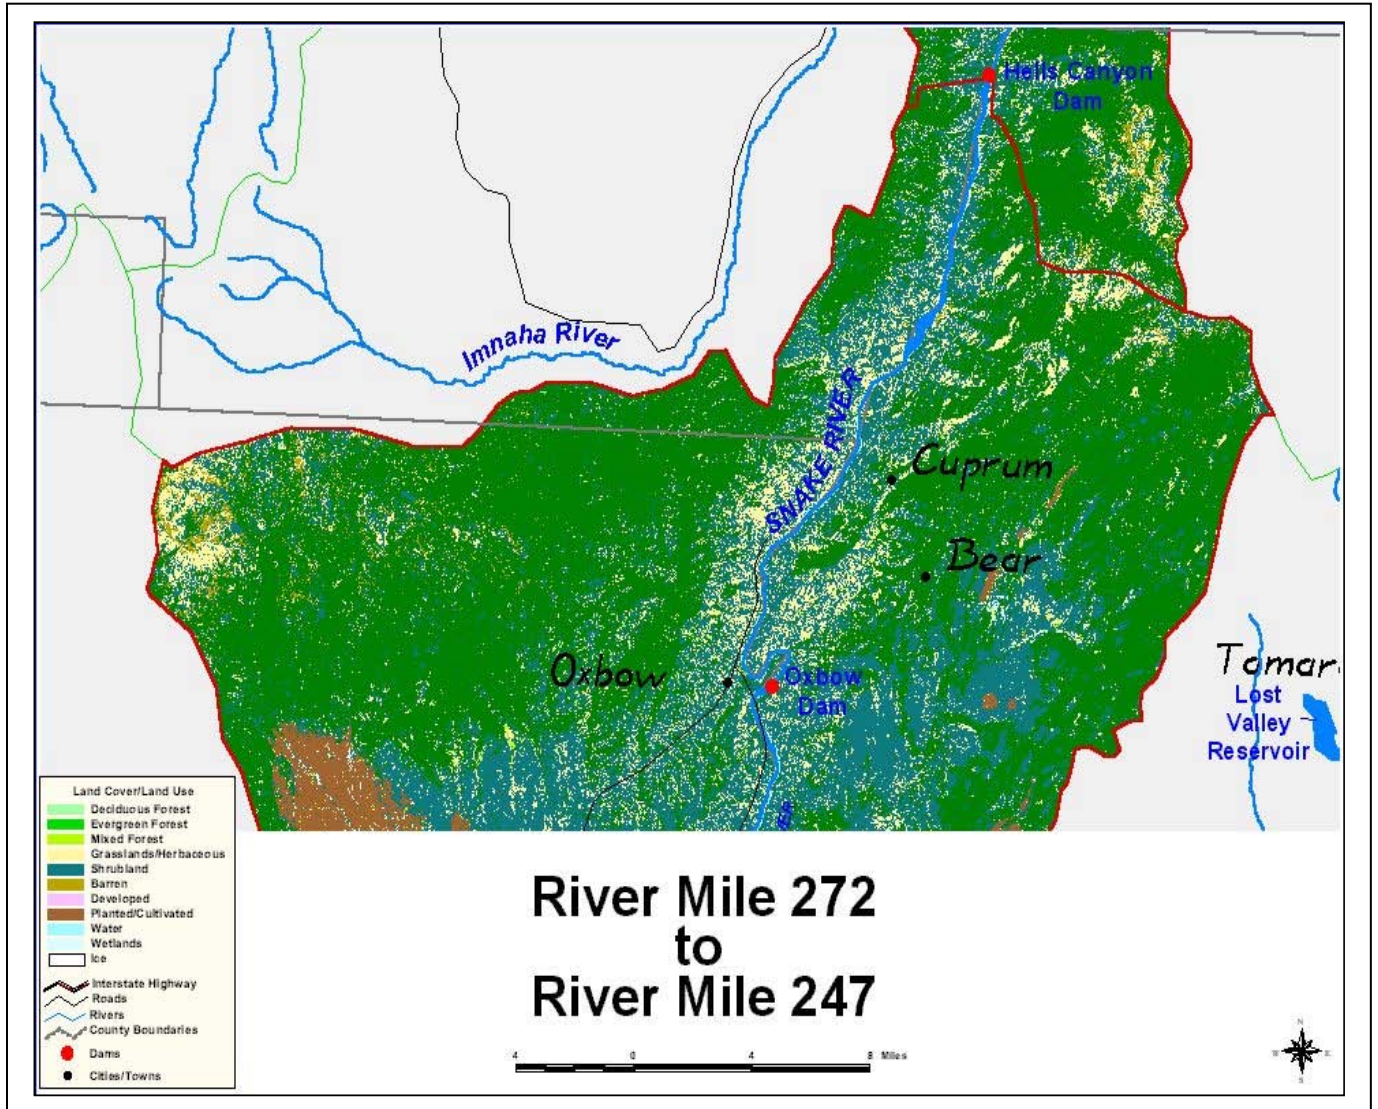 Hells Canyon
Dam
Imnaha River
SNAKE RIVER
Cuprum
Bear
Oxbow
Oxbow
Dam
Tamar
Lost
Valley
Reservoir
Land Cover/Land Use
Deciduous Forest
Evergreen Forest
Mixed Forest
Grasslands/Herbaceous
Shrubland
Barren
Developed
Planted/Cultivated
Water
Wetlands
Ice
Interstate Highway
Roads
Rivers
County Boundaries
Dams
Cities/Towns
River Mile 272
to
River Mile 247
4 0 4 8 Miles
N
W E
S